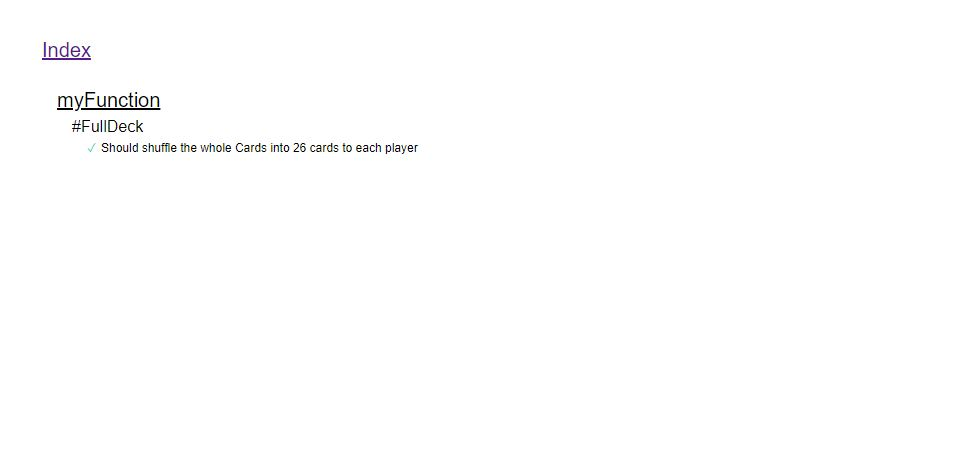 Index
myFunction
#FullDeck
✓ Should shuffle the whole Cards into 26 cards to each player